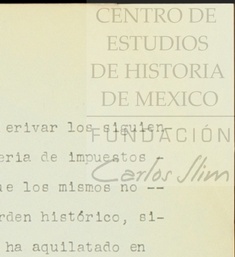 CENTRO DE
ESTUDIOS
DE HISTORIA
DE MEXICO
FUNDACIÓN
Carlos Slim
erivar los siguien-
eria de impuestos -
ue los mismos no --
rden histórico, si-
ha aquilatado en